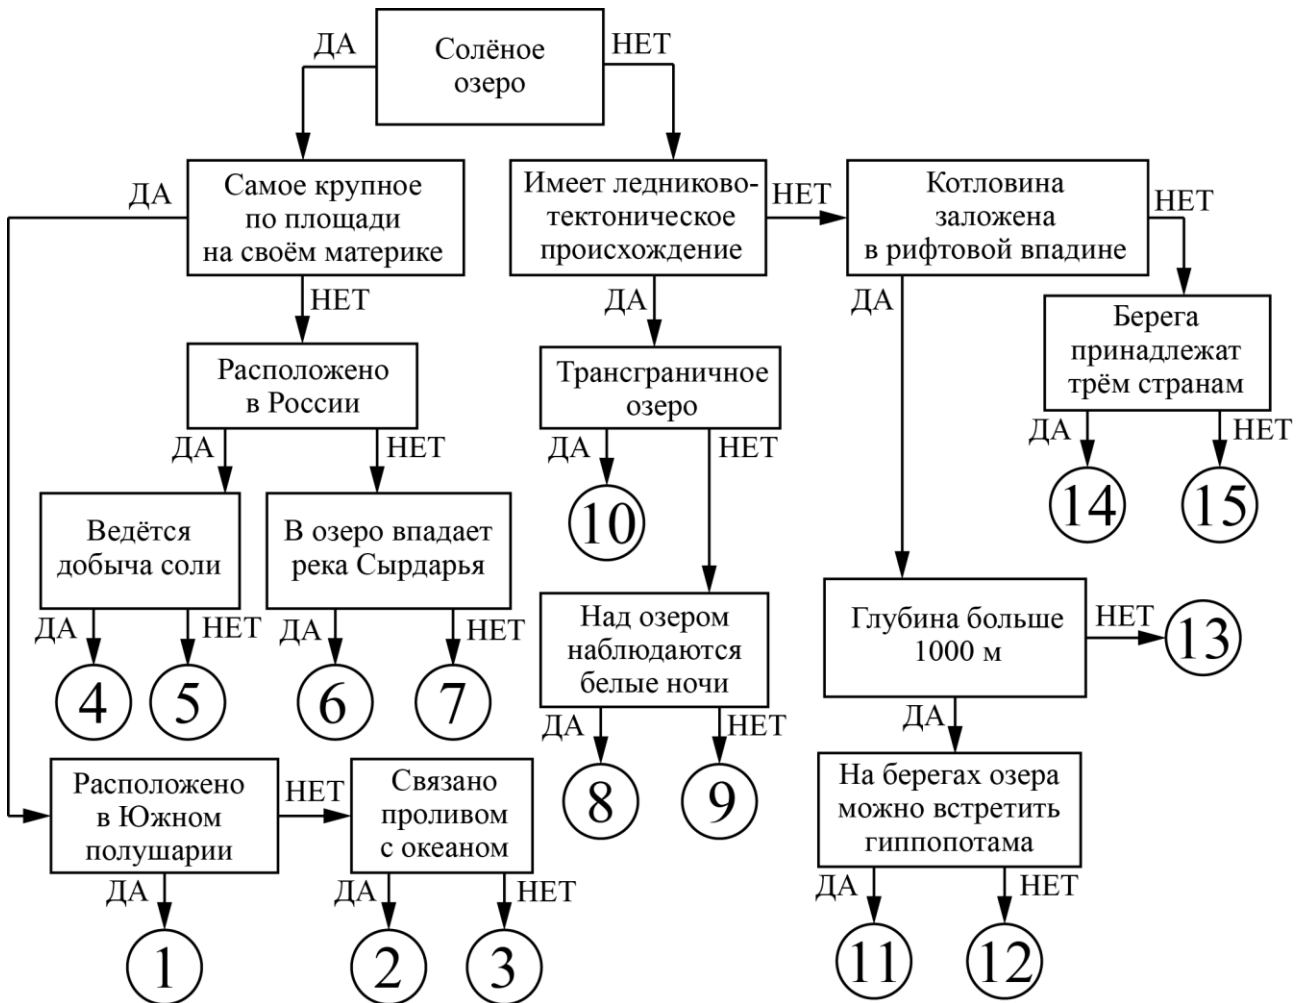 ДА
НЕТ
Солёное
озеро
ДА
Самое крупное
по площади
на своём материке
Имеет ледниково-
тектоническое
происхождение
НЕТ
Котловина
заложена
в рифтовой впадине
НЕТ
НЕТ
ДА
ДА
Берега
принадлежат
трём странам
Расположено
в России
Трансграничное
озеро
ДА
НЕТ
ДА
НЕТ
ДА
НЕТ
10
14
15
Ведётся
добыча соли
В озеро впадает
река Сырдарья
ДА
НЕТ
ДА
НЕТ
Над озером
наблюдаются
белые ночи
Глубина больше
1000 м
НЕТ
13
4
5
6
7
ДА
НЕТ
ДА
Расположено
в Южном
полушарии
НЕТ
Связано
проливом
с океаном
8
9
На берегах озера
можно встретить
гиппопотама
ДА
ДА
НЕТ
ДА
НЕТ
1
2
3
11
12